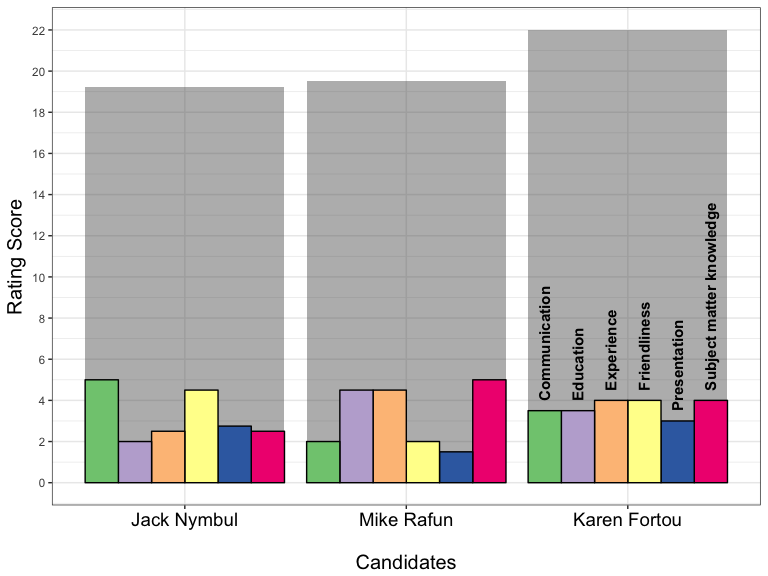 22
20
18
16
14
12
10
8
6
4
2
0
Rating Score
Communication
Education
Experience
Friendliness
Presentation
Subject matter knowledge
Jack Nymbul
Mike Rafun
Karen Fortou
Candidates